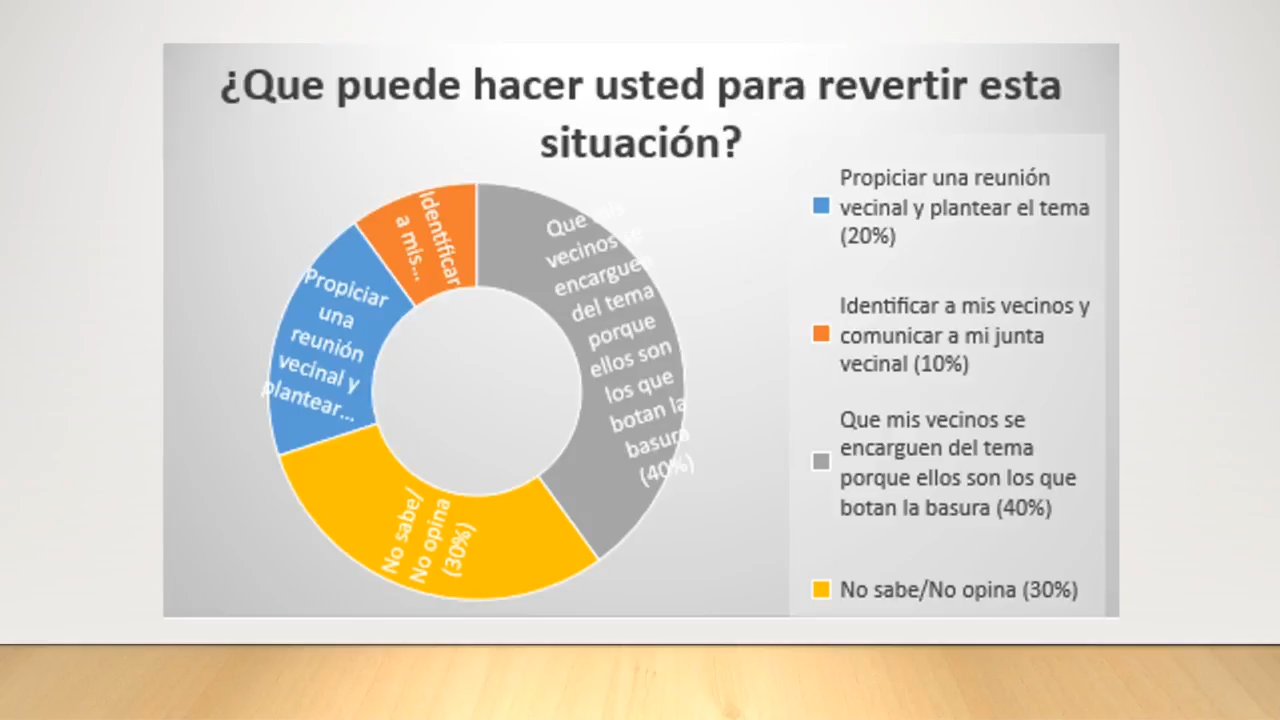 ¿Que puede hacer usted para revertir esta
situación?
Propiciar una reunión
vecinal y plantear el tema
(20%)
Identificar a mis vecinos y
comunicar a mi junta
vecinal (10%)
Que mis vecinos se
encarguen del tema
porque ellos son los que
botan la basura (40%)
No sabe/No opina (30%)
Identificar
a mis...
Propiciar
una
reunión
vecinal y
plantear...
Que mis
vecinos se
encarguen
del tema
porque
ellos son
los que
botan la
basura
(40%)
No sabe/
No opina
(30%)